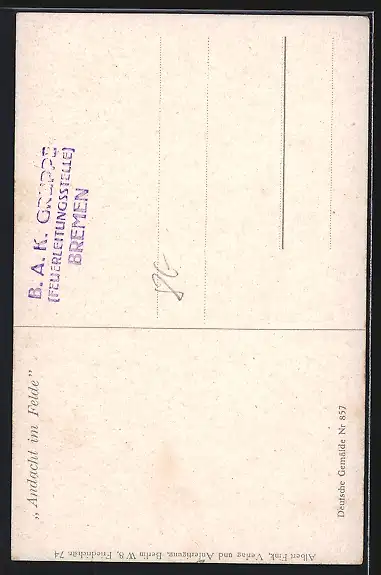 „Andacht im Felde"
B. A. K. GRUPPE
(FEUERLEITUNGSSTELLE)
BREMEN
Deutsche Gemälde Nr 857
Albert Fink, Verlag und Anfertigung, Berlin W 8, Friedrichstr. 74